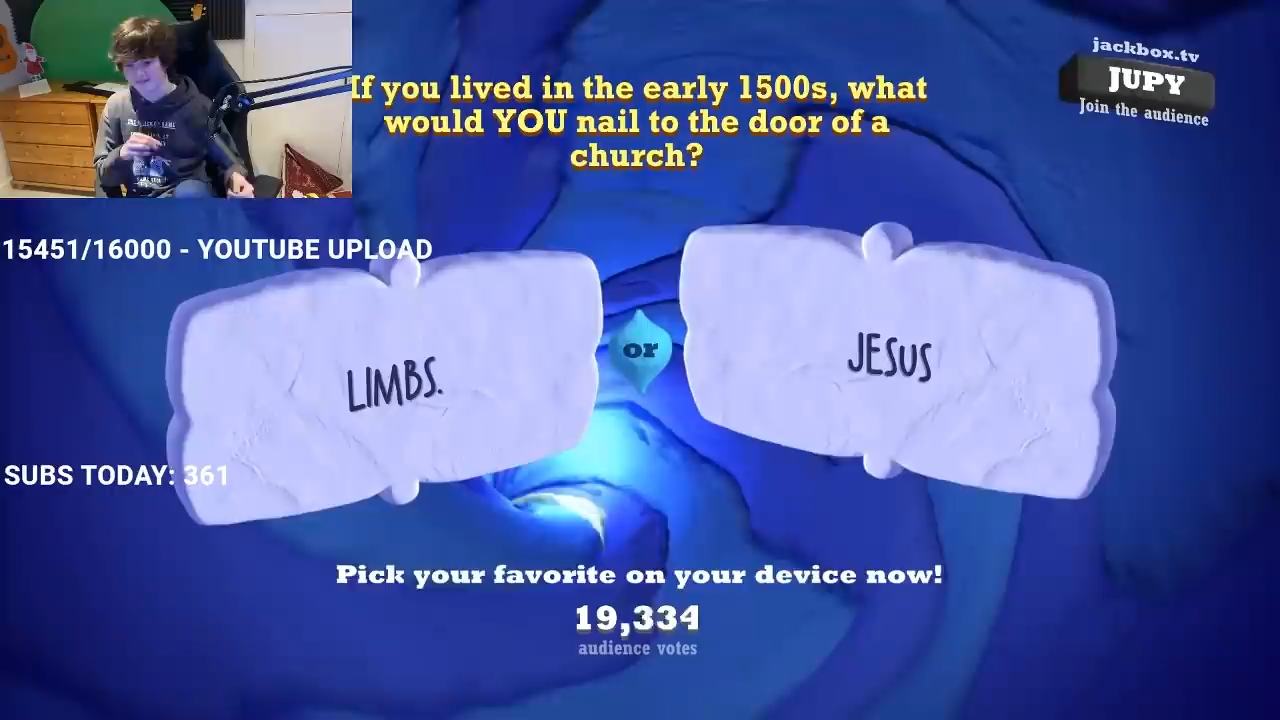 jackbox.tv
JUPY
Join the audience
If you lived in the early 1500s, what
would YOU nail to the door of a
church?
15451/16000 - YOUTUBE UPLOAD
LIMBS.
or
JESUS
SUBS TODAY: 361
Pick your favorite on your device now!
19,334
audience votes